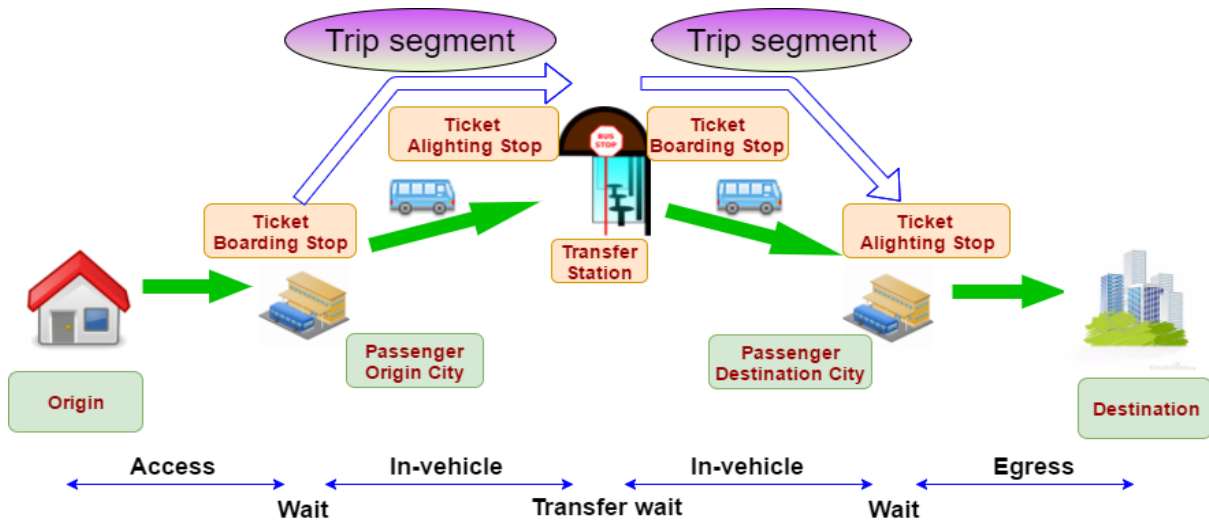 Trip segment
Trip segment
Ticket
Alighting Stop
BUS
STOP
Ticket
Boarding Stop
Ticket
Boarding Stop
Transfer
Station
Ticket
Alighting Stop
Passenger
Origin City
Passenger
Destination City
Origin
Destination
Access
In-vehicle
In-vehicle
Egress
Wait
Transfer wait
Wait